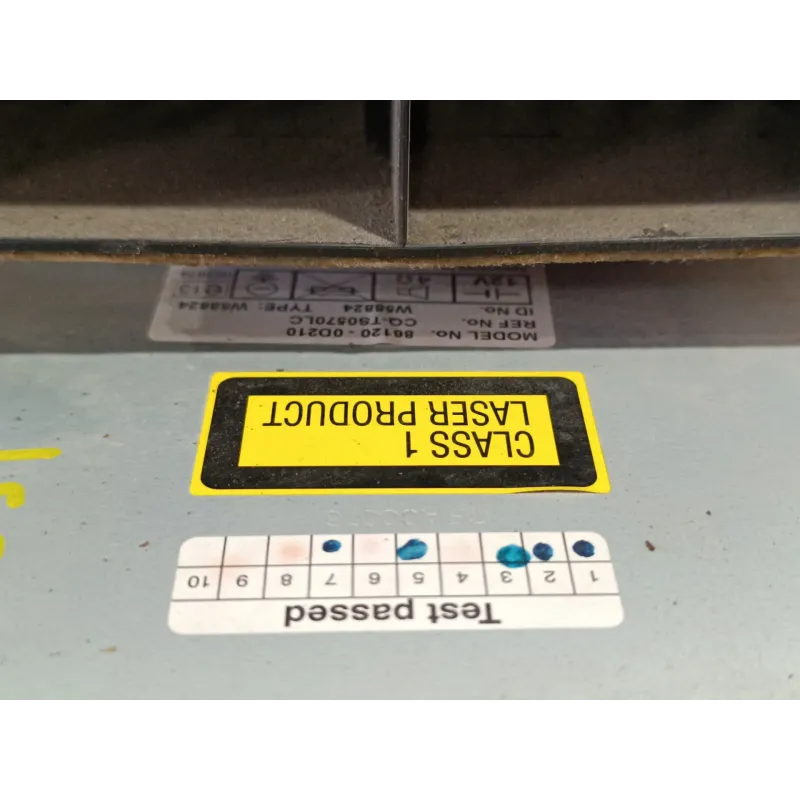 MODEL No. 86120 - 0D210
REF No. CQ-TS0570LC
ID No. W58824 TYPE: W58824
12V 4Ω
CLASS 1
LASER PRODUCT
Test passed
1 2 3 4 5 6 7 8 9 10